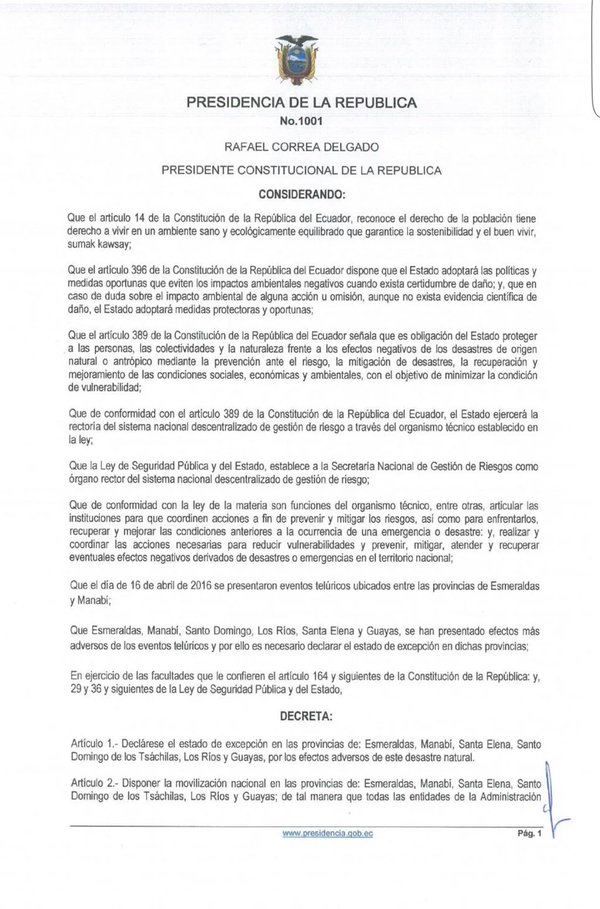 PRESIDENCIA DE LA REPUBLICA
No.1001
RAFAEL CORREA DELGADO
PRESIDENTE CONSTITUCIONAL DE LA REPUBLICA
CONSIDERANDO:
Que el artículo 14 de la Constitución de la República del Ecuador, reconoce el derecho de la población tiene
derecho a vivir en un ambiente sano y ecológicamente equilibrado que garantice la sostenibilidad y el buen vivir,
sumak kawsay;
Que el artículo 396 de la Constitución de la República del Ecuador dispone que el Estado adoptará las políticas y
medidas oportunas que eviten los impactos ambientales negativos cuando exista certidumbre de daño; y, que en
caso de duda sobre el impacto ambiental de alguna acción u omisión, aunque no exista evidencia científica de
daño, el Estado adoptará medidas protectoras y oportunas;
Que el artículo 389 de la Constitución de la República del Ecuador señala que es obligación del Estado proteger
a las personas, las colectividades y la naturaleza frente a los efectos negativos de los desastres de origen
natural o antrópico mediante la prevención ante el riesgo, la mitigación de desastres, la recuperación y
mejoramiento de las condiciones sociales, económicas y ambientales, con el objetivo de minimizar la condición
de vulnerabilidad;
Que de conformidad con el artículo 389 de la Constitución de la República del Ecuador, el Estado ejercerá la
rectoría del sistema nacional descentralizado de gestión de riesgo a través del organismo técnico establecido en
la ley;
Que la Ley de Seguridad Pública y del Estado, establece a la Secretaría Nacional de Gestión de Riesgos como
órgano rector del sistema nacional descentralizado de gestión de riesgo;
Que de conformidad con la ley de la materia son funciones del organismo técnico, entre otras, articular las
instituciones para que coordinen acciones a fin de prevenir y mitigar los riesgos, así como para enfrentarlos,
recuperar y mejorar las condiciones anteriores a la ocurrencia de una emergencia o desastre: y, realizar y
coordinar las acciones necesarias para reducir vulnerabilidades y prevenir, mitigar, atender y recuperar
eventuales efectos negativos derivados de desastres o emergencias en el territorio nacional;
Que el día de 16 de abril de 2016 se presentaron eventos telúricos ubicados entre las provincias de Esmeraldas
y Manabí;
Que Esmeraldas, Manabí, Santo Domingo, Los Ríos, Santa Elena y Guayas, se han presentado efectos más
adversos de los eventos telúricos y por ello es necesario declarar el estado de excepción en dichas provincias;
En ejercicio de las facultades que le confieren el artículo 164 y siguientes de la Constitución de la República: y,
29 y 36 y siguientes de la Ley de Seguridad Pública y del Estado,
DECRETA:
Artículo 1.- Declárese el estado de excepción en las provincias de: Esmeraldas, Manabí, Santa Elena, Santo
Domingo de los Tsáchilas, Los Ríos y Guayas, por los efectos adversos de este desastre natural.
Artículo 2.- Disponer la movilización nacional en las provincias de: Esmeraldas, Manabí, Santa Elena, Santo
Domingo de los Tsáchilas, Los Ríos y Guayas; de tal manera que todas las entidades de la Administración
www.presidencia.gob.ec
Pág. 1